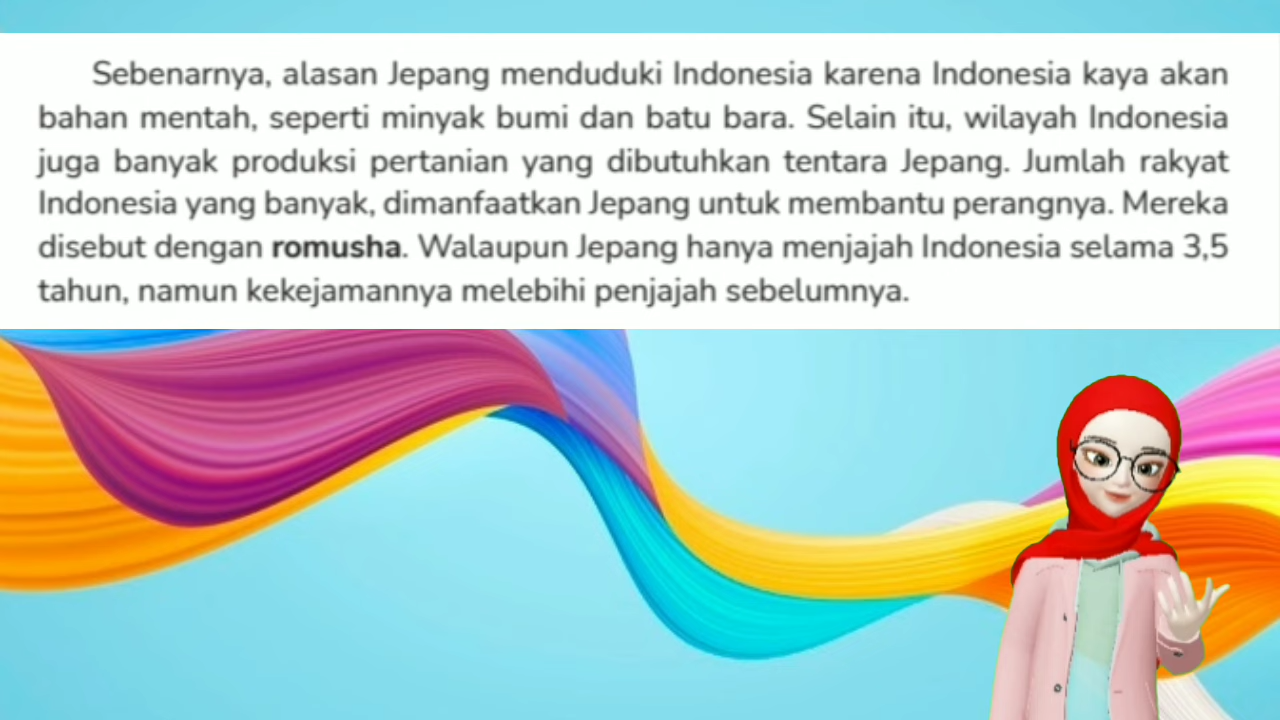 Sebenarnya, alasan Jepang menduduki Indonesia karena Indonesia kaya akan
bahan mentah, seperti minyak bumi dan batu bara. Selain itu, wilayah Indonesia
juga banyak produksi pertanian yang dibutuhkan tentara Jepang. Jumlah rakyat
Indonesia yang banyak, dimanfaatkan Jepang untuk membantu perangnya. Mereka
disebut dengan romusha. Walaupun Jepang hanya menjajah Indonesia selama 3,5
tahun, namun kekejamannya melebihi penjajah sebelumnya.